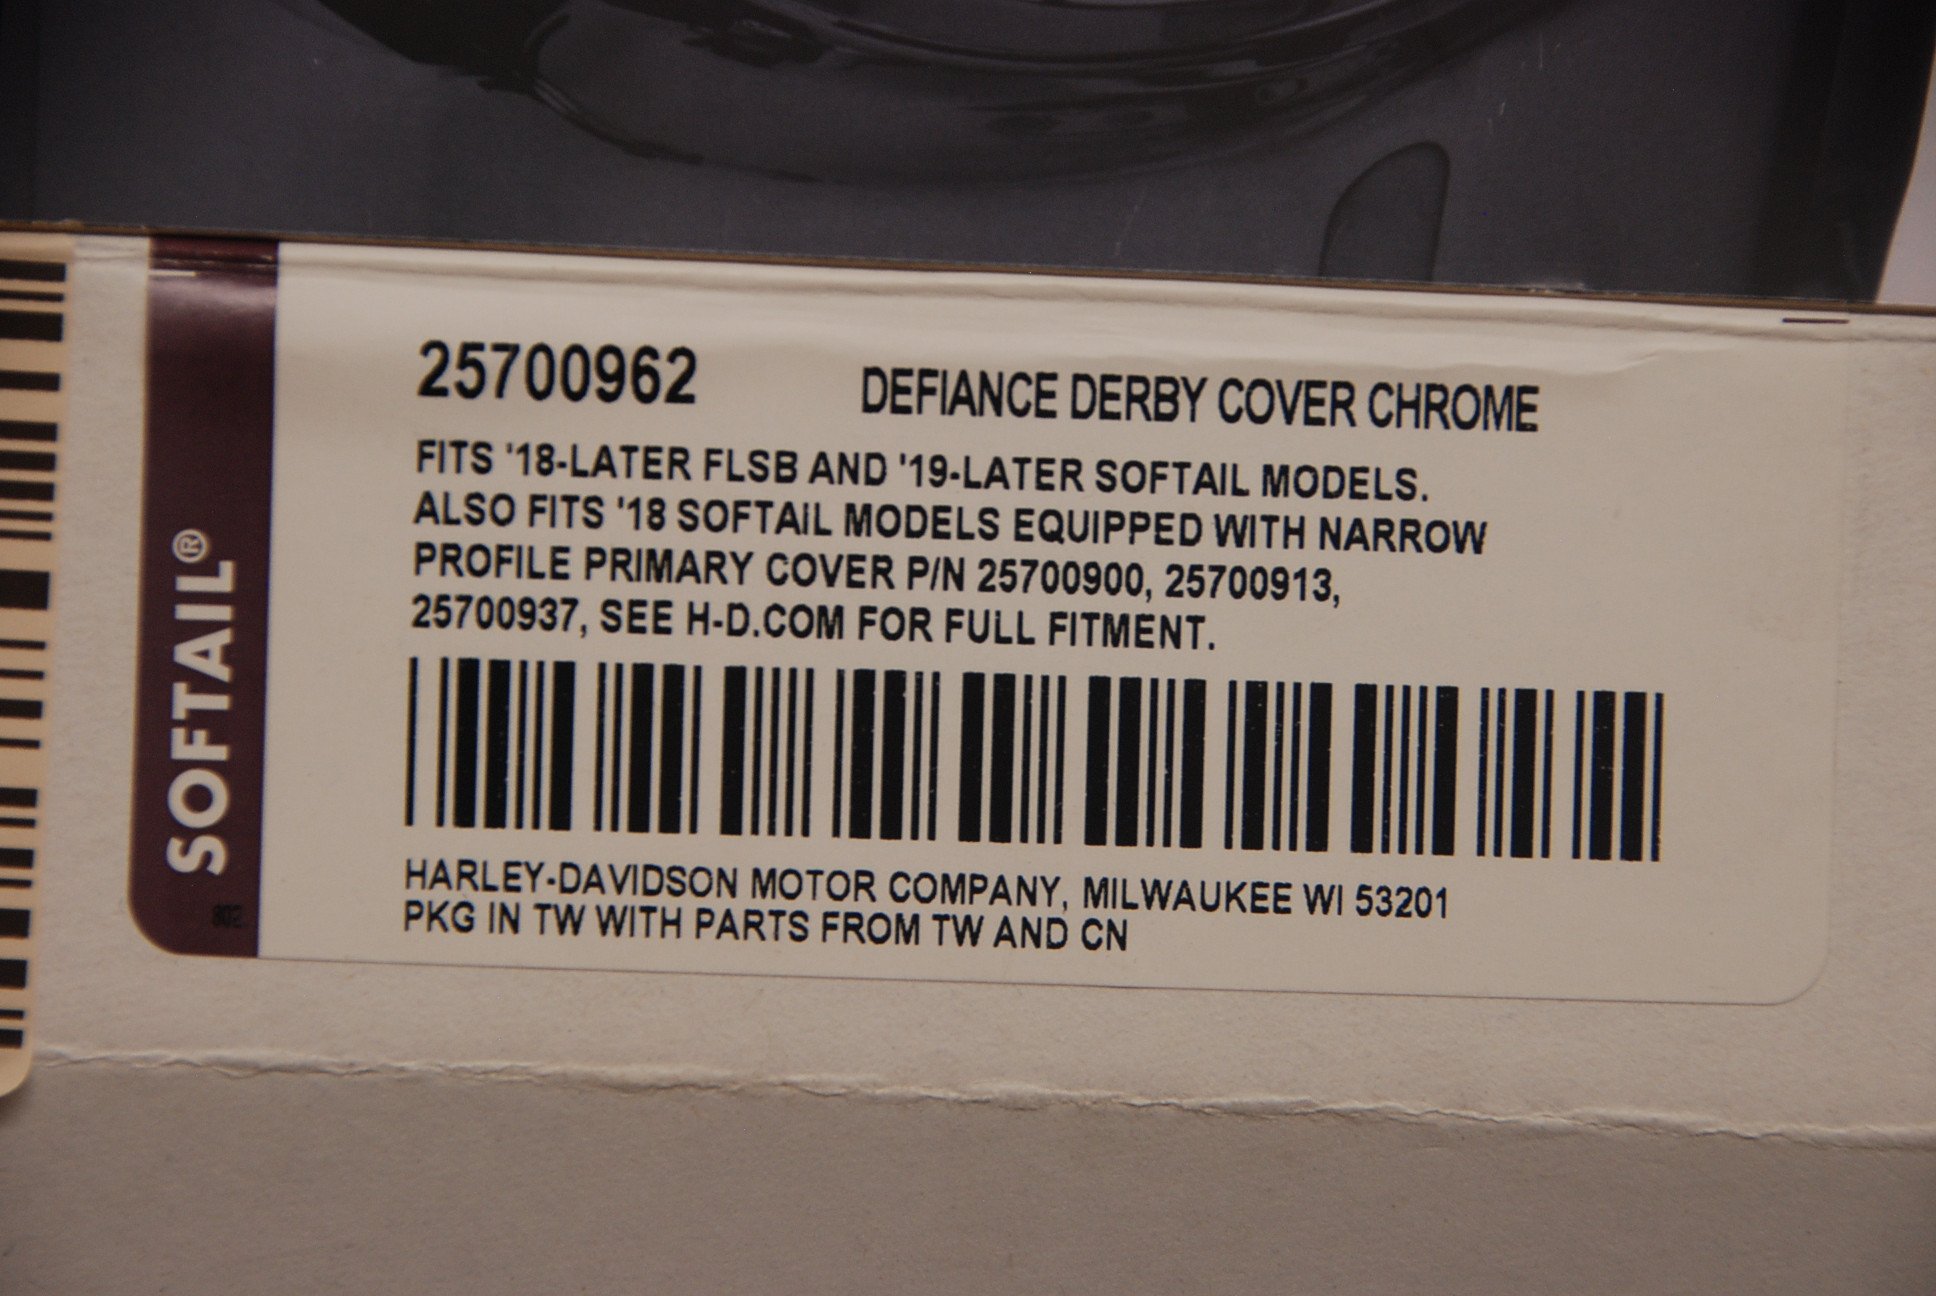 25700962 DEFIANCE DERBY COVER CHROME
FITS '18-LATER FLSB AND '19-LATER SOFTAIL MODELS.
ALSO FITS '18 SOFTAIL MODELS EQUIPPED WITH NARROW
PROFILE PRIMARY COVER P/N 25700900, 25700913,
25700937, SEE H-D.COM FOR FULL FITMENT.
HARLEY-DAVIDSON MOTOR COMPANY, MILWAUKEE WI 53201
PKG IN TW WITH PARTS FROM TW AND CN
SOFTAIL®
802